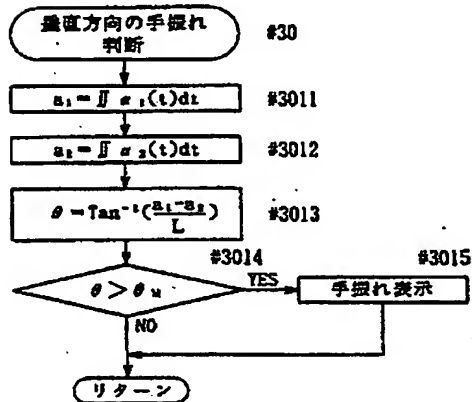 垂直方向の手振れ
判断
#30
a₁=∬ α₁(t)dt
#3011
a₂=∬ α₂(t)dt
#3012
θ=Tan⁻¹(a₁-a₂/L)
#3013
#3014
θ>θM
YES
#3015
手振れ表示
NO
リターン